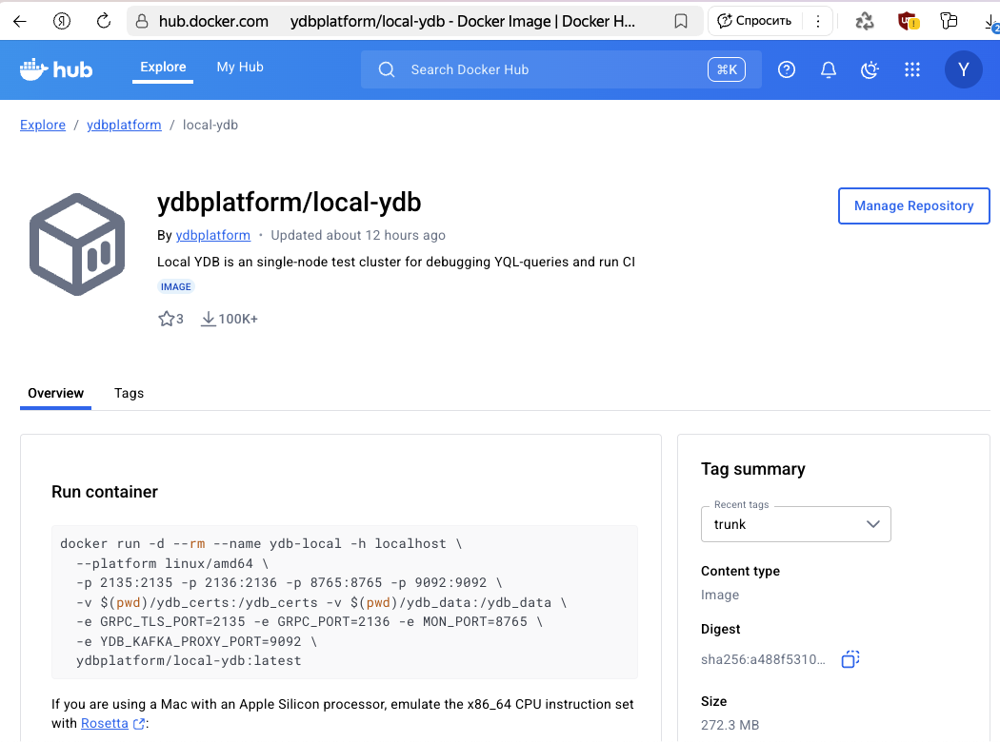 Я
hub.docker.com ydbplatform/local-ydb - Docker Image | Docker H...
Спросить
2
hub
Explore
My Hub
Search Docker Hub
⌘K
Y
Explore / ydbplatform / local-ydb
ydbplatform/local-ydb
Manage Repository
By ydbplatform • Updated about 12 hours ago
Local YDB is an single-node test cluster for debugging YQL-queries and run CI
IMAGE
3 100K+
Overview
Tags
Run container
docker run -d --rm --name ydb-local -h localhost \
--platform linux/amd64 \
-p 2135:2135 -p 2136:2136 -p 8765:8765 -p 9092:9092 \
-v $(pwd)/ydb_certs:/ydb_certs -v $(pwd)/ydb_data:/ydb_data \
-e GRPC_TLS_PORT=2135 -e GRPC_PORT=2136 -e MON_PORT=8765 \
-e YDB_KAFKA_PROXY_PORT=9092 \
ydbplatform/local-ydb:latest
If you are using a Mac with an Apple Silicon processor, emulate the x86_64 CPU instruction set
with Rosetta :
Tag summary
Recent tags
trunk
Content type
Image
Digest
sha256:a488f5310...
Size
272.3 MB